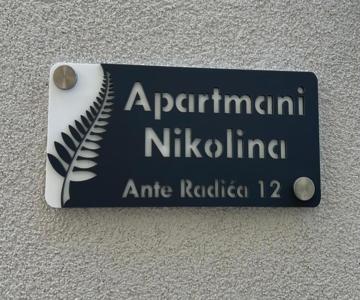 Apartmani
Nikolina
Ante Radića 12